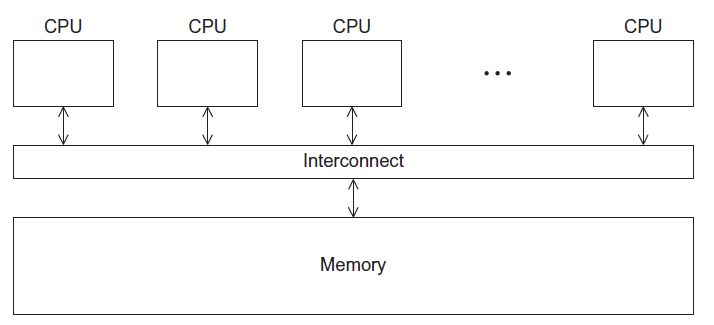 CPU CPU CPU CPU
...
Interconnect
Memory